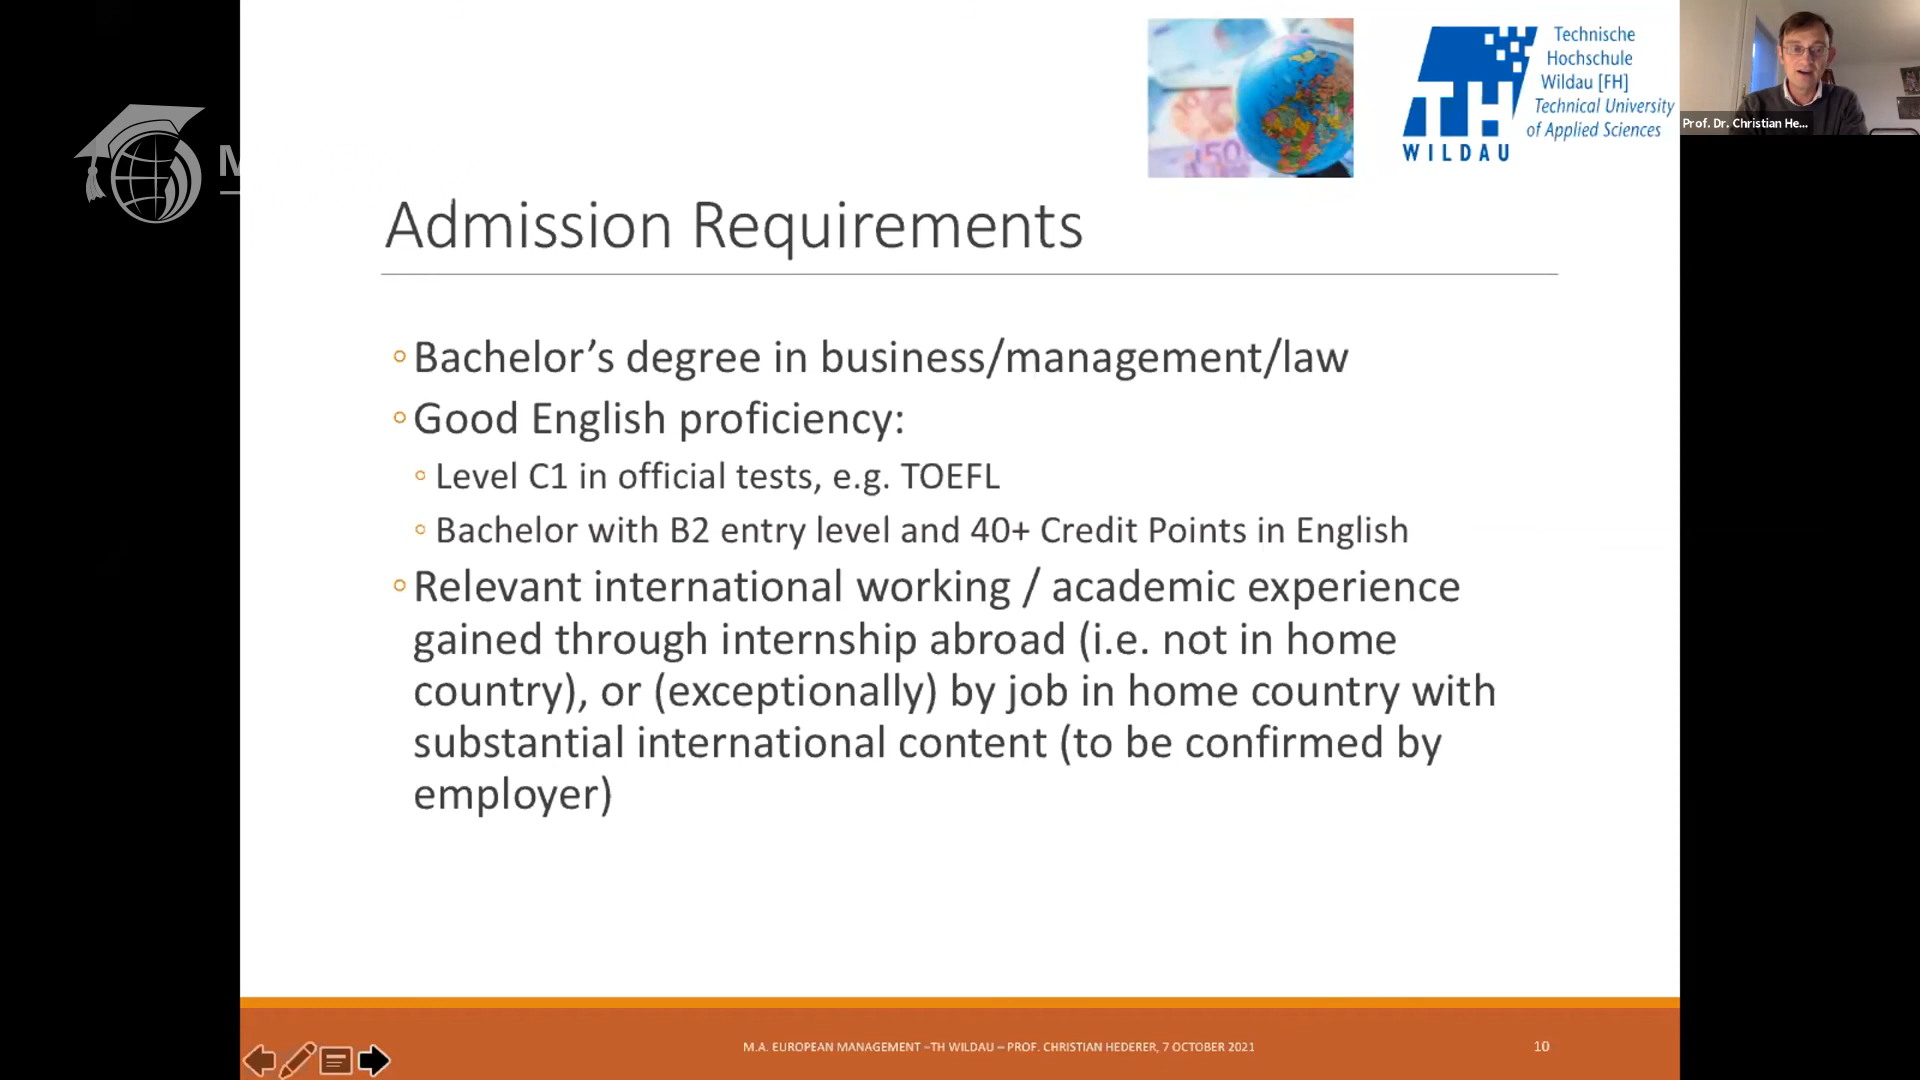 Technische
Hochschule
Wildau [FH]
Technical University
of Applied Sciences
TH
WILDAU
Prof. Dr. Christian He...
M
50
Admission Requirements
Bachelor’s degree in business/management/law
Good English proficiency:
Level C1 in official tests, e.g. TOEFL
Bachelor with B2 entry level and 40+ Credit Points in English
Relevant international working / academic experience
gained through internship abroad (i.e. not in home
country), or (exceptionally) by job in home country with
substantial international content (to be confirmed by
employer)
M.A. EUROPEAN MANAGEMENT –TH WILDAU – PROF. CHRISTIAN HEDERER, 7 OCTOBER 2021
10